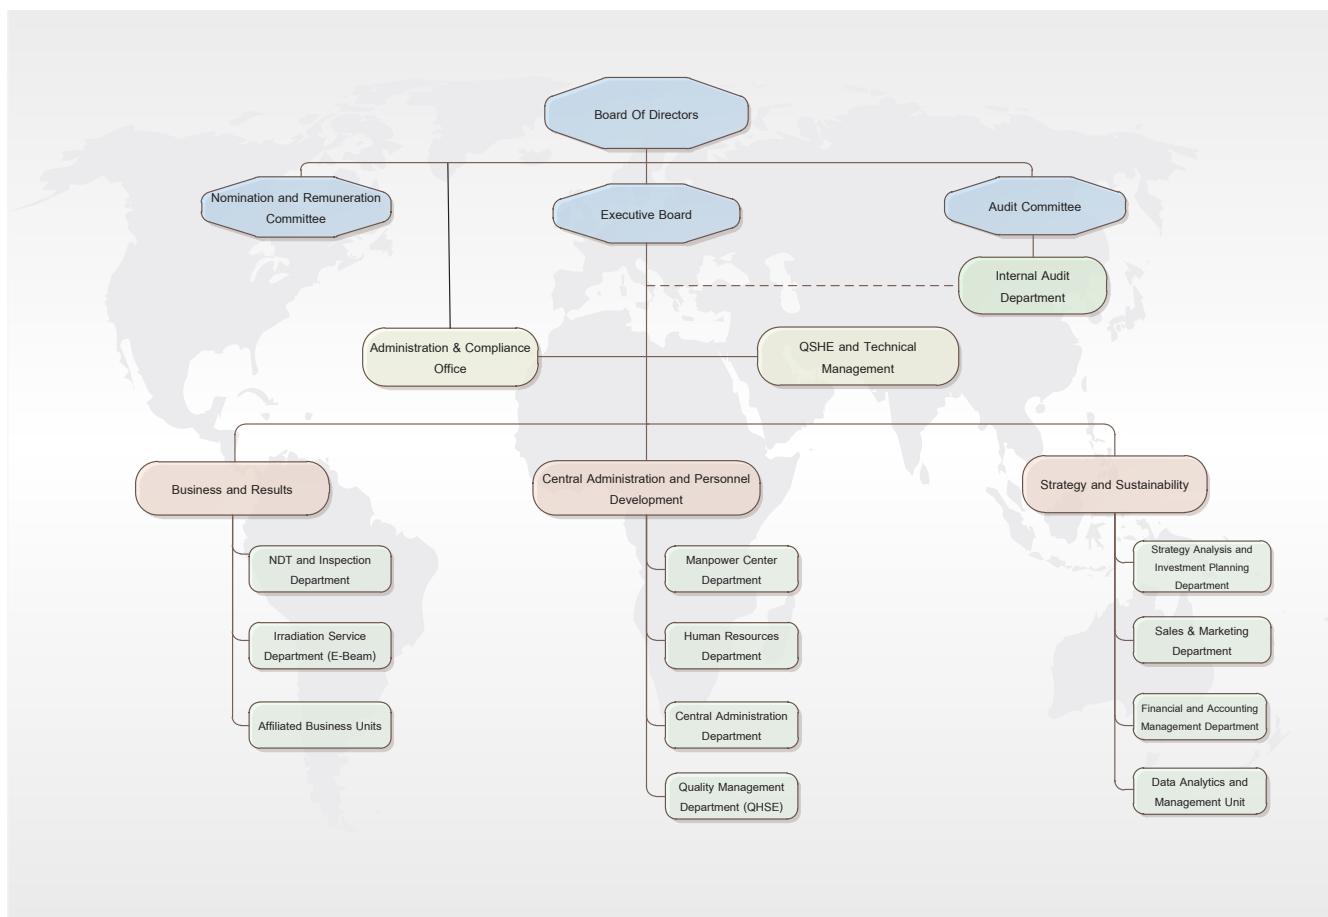 Board Of Directors
Nomination and Remuneration
Committee
Executive Board
Audit Committee
Internal Audit
Department
Administration & Compliance
Office
QSHE and Technical
Management
Business and Results
Central Administration and Personnel
Development
Strategy and Sustainability
NDT and Inspection
Department
Irradiation Service
Department (E-Beam)
Affiliated Business Units
Manpower Center
Department
Human Resources
Department
Central Administration
Department
Quality Management
Department (QHSE)
Strategy Analysis and
Investment Planning
Department
Sales & Marketing
Department
Financial and Accounting
Management Department
Data Analytics and
Management Unit